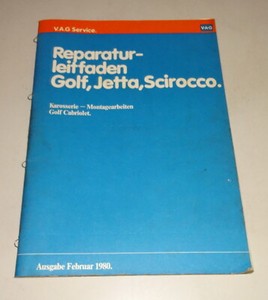 V.A.G Service.
V.A.G
Reparatur-
leitfaden
Golf, Jetta, Scirocco.
Karosserie – Montagearbeiten
Golf Cabriolet.
Ausgabe Februar 1980.